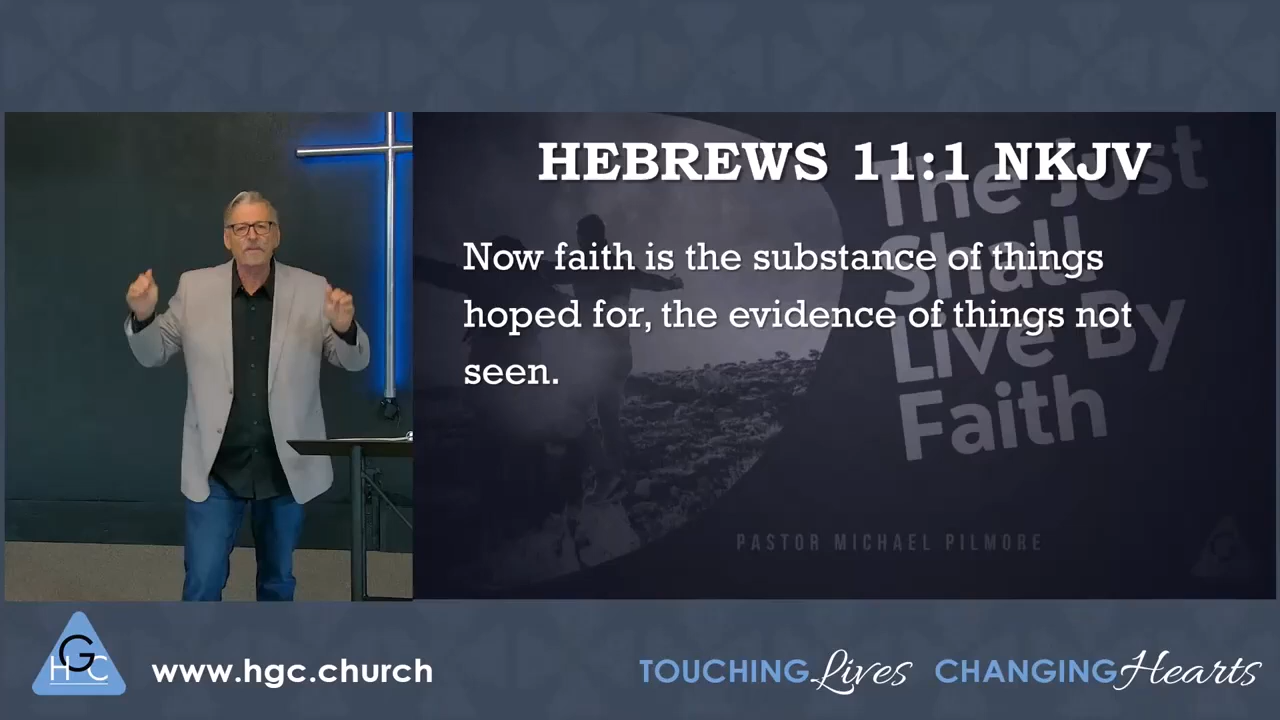 HEBREWS 11:1 NKJV
Now faith is the substance of things
hoped for, the evidence of things not
seen.
The Just
Shall
Live By
Faith
PASTOR MICHAEL PILMORE
HGC
www.hgc.church
TOUCHING Lives CHANGING Hearts